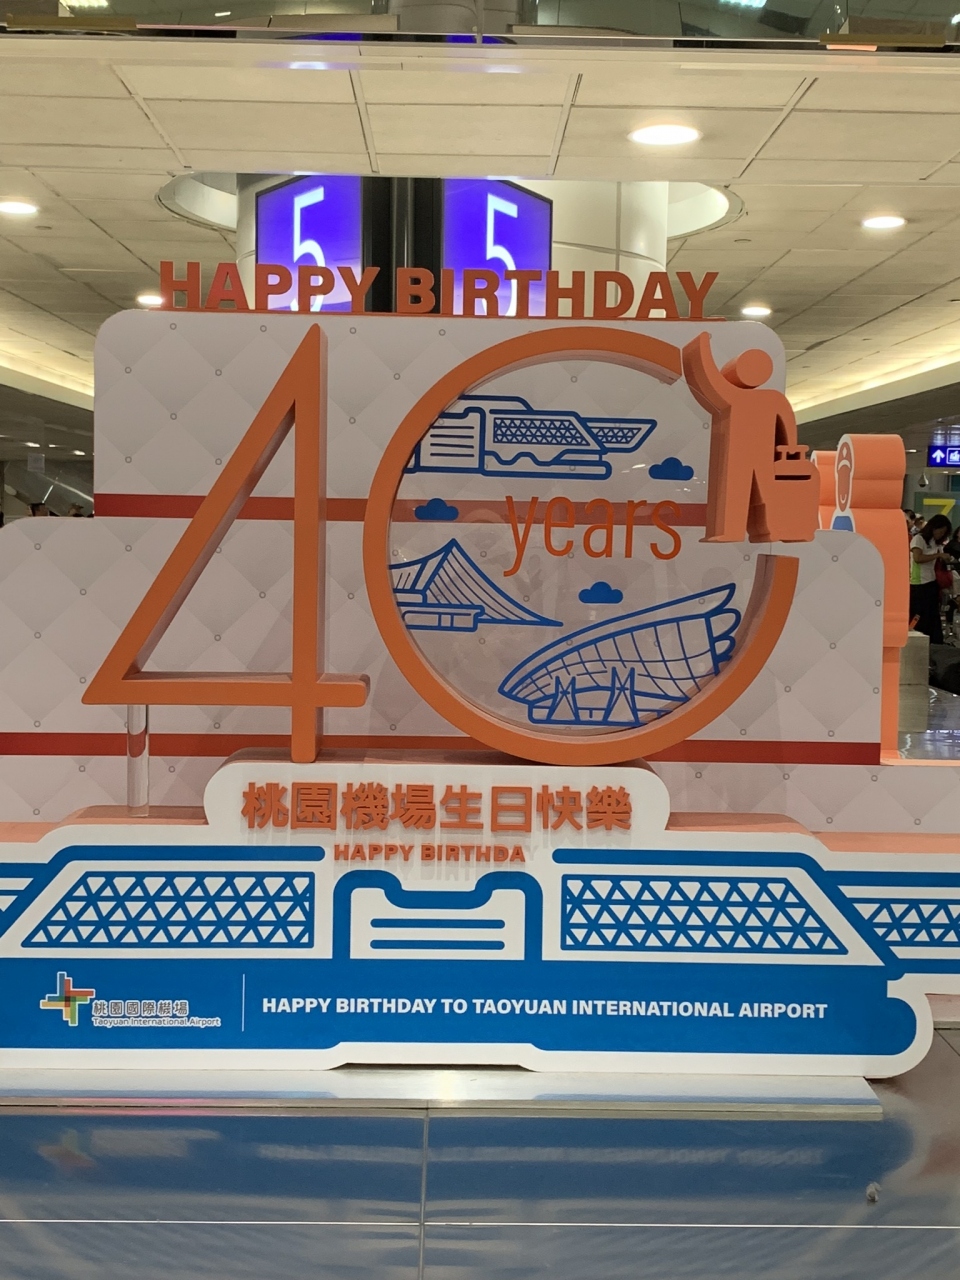 5 5
HAPPY BIRTHDAY
40
years
7
桃園機場生日快樂
HAPPY BIRTHDA
桃園國際機場
Taoyuan International Airport
HAPPY BIRTHDAY TO TAOYUAN INTERNATIONAL AIRPORT